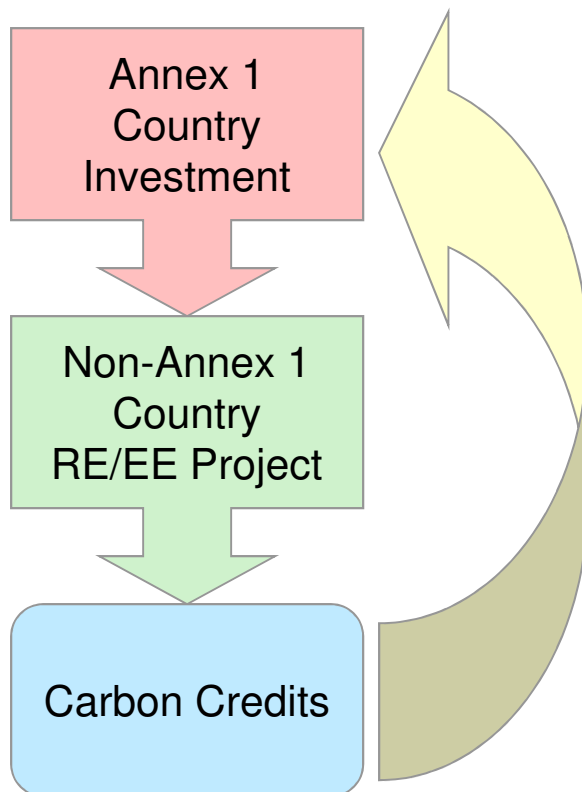 Annex 1
Country
Investment
Non-Annex 1
Country
RE/EE Project
Carbon Credits